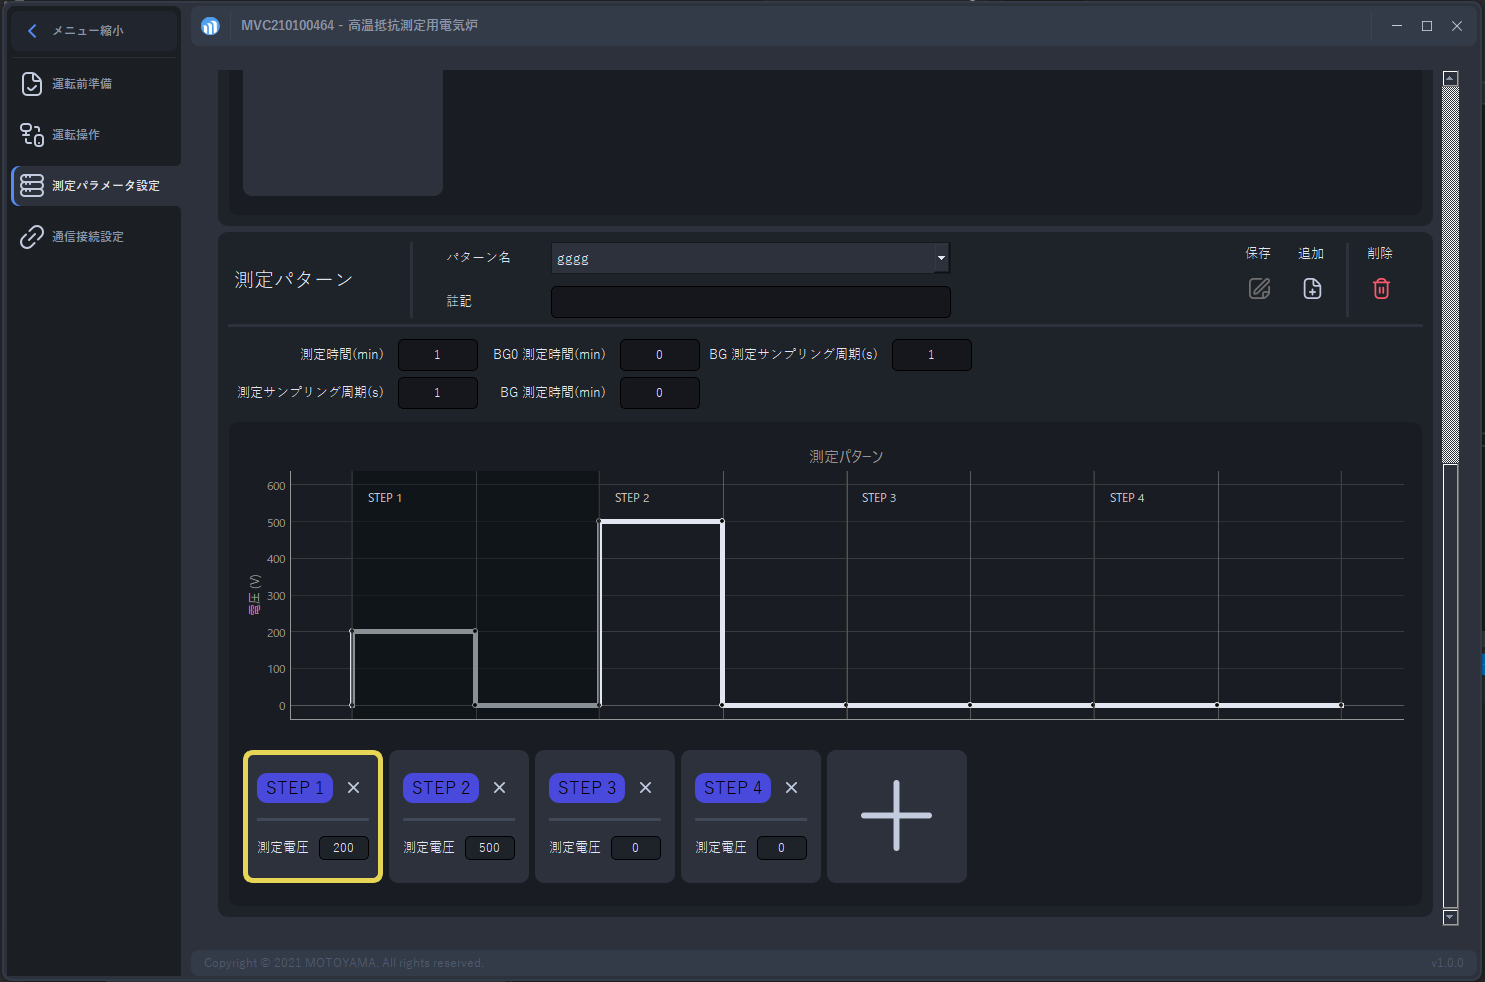 メニュー縮小
MVC210100464 - 高温抵抗測定用電気炉
運転前準備
運転操作
測定パラメータ設定
通信接続設定
測定パターン
パターン名
gggg
註記
保存
追加
削除
測定時間(min) 1 BG0 測定時間(min) 0 BG 測定サンプリング周期(s) 1
測定サンプリング周期(s) 1 BG 測定時間(min) 0
測定パターン
電圧 (V)
600
500
400
300
200
100
0
STEP 1 STEP 2 STEP 3 STEP 4
STEP 1 STEP 2 STEP 3 STEP 4
測定電圧 200 測定電圧 500 測定電圧 0 測定電圧 0
Copyright © 2021 MOTOYAMA. All rights reserved.
v1.0.0